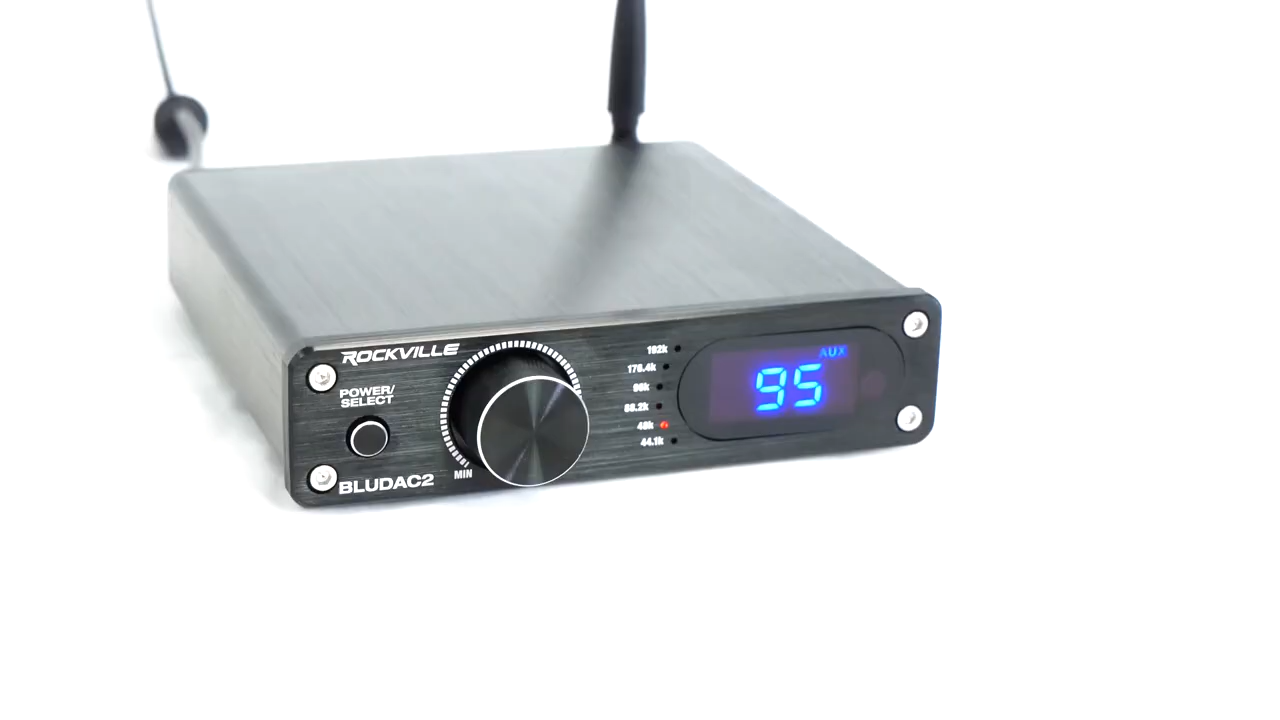 ROCKVILLE
POWER/
SELECT
BLUDAC2
MIN
192k
176.4k
96k
88.2k
48k
44.1k
AUX
95